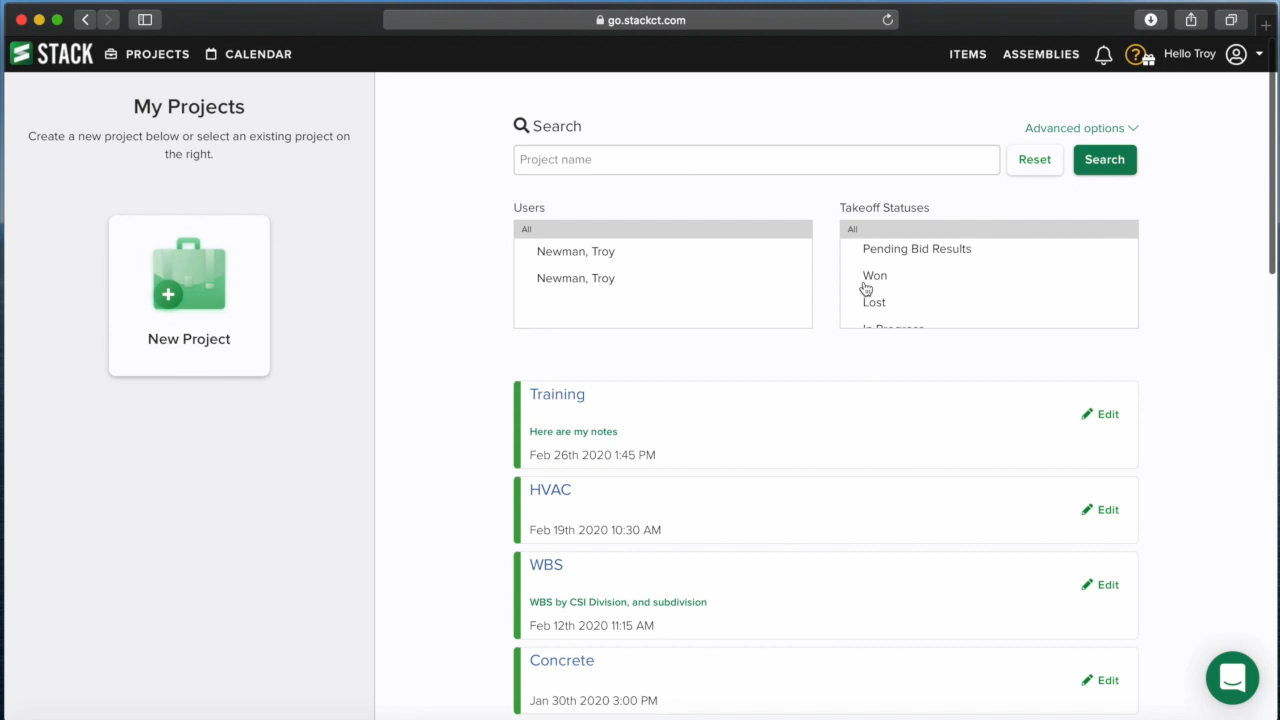 go.stackct.com
STACK PROJECTS CALENDAR ITEMS ASSEMBLIES ? Hello Troy
My Projects
Create a new project below or select an existing project on
the right.
New Project
Search
Advanced options
Project name
Reset
Search
Users
All
Newman, Troy
Newman, Troy
Takeoff Statuses
All
Pending Bid Results
Won
Lost
In Progress
Training
Here are my notes
Feb 26th 2020 1:45 PM
Edit
HVAC
Feb 19th 2020 10:30 AM
Edit
WBS
WBS by CSI Division, and subdivision
Feb 12th 2020 11:15 AM
Edit
Concrete
Jan 30th 2020 3:00 PM
Edit